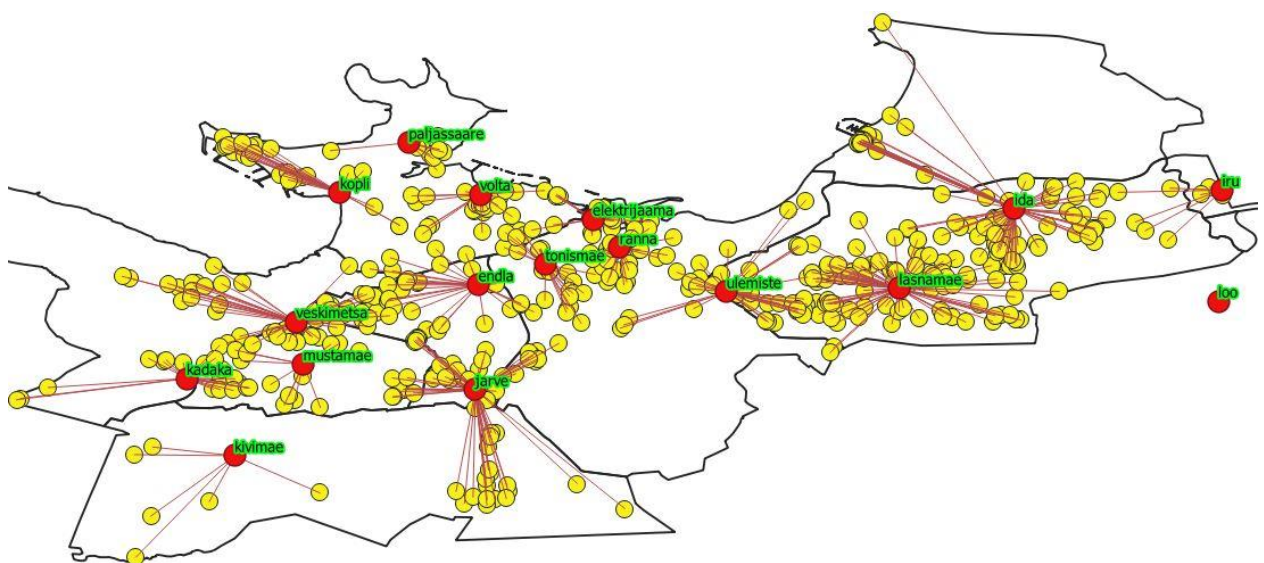 paljassaare
kopli
volta
iru
ida
elektrijaama
ranna
tonismae
endla
ulemiste
lasnamae
loo
veskimetsa
mustamae
kadaka
jarve
kivimae